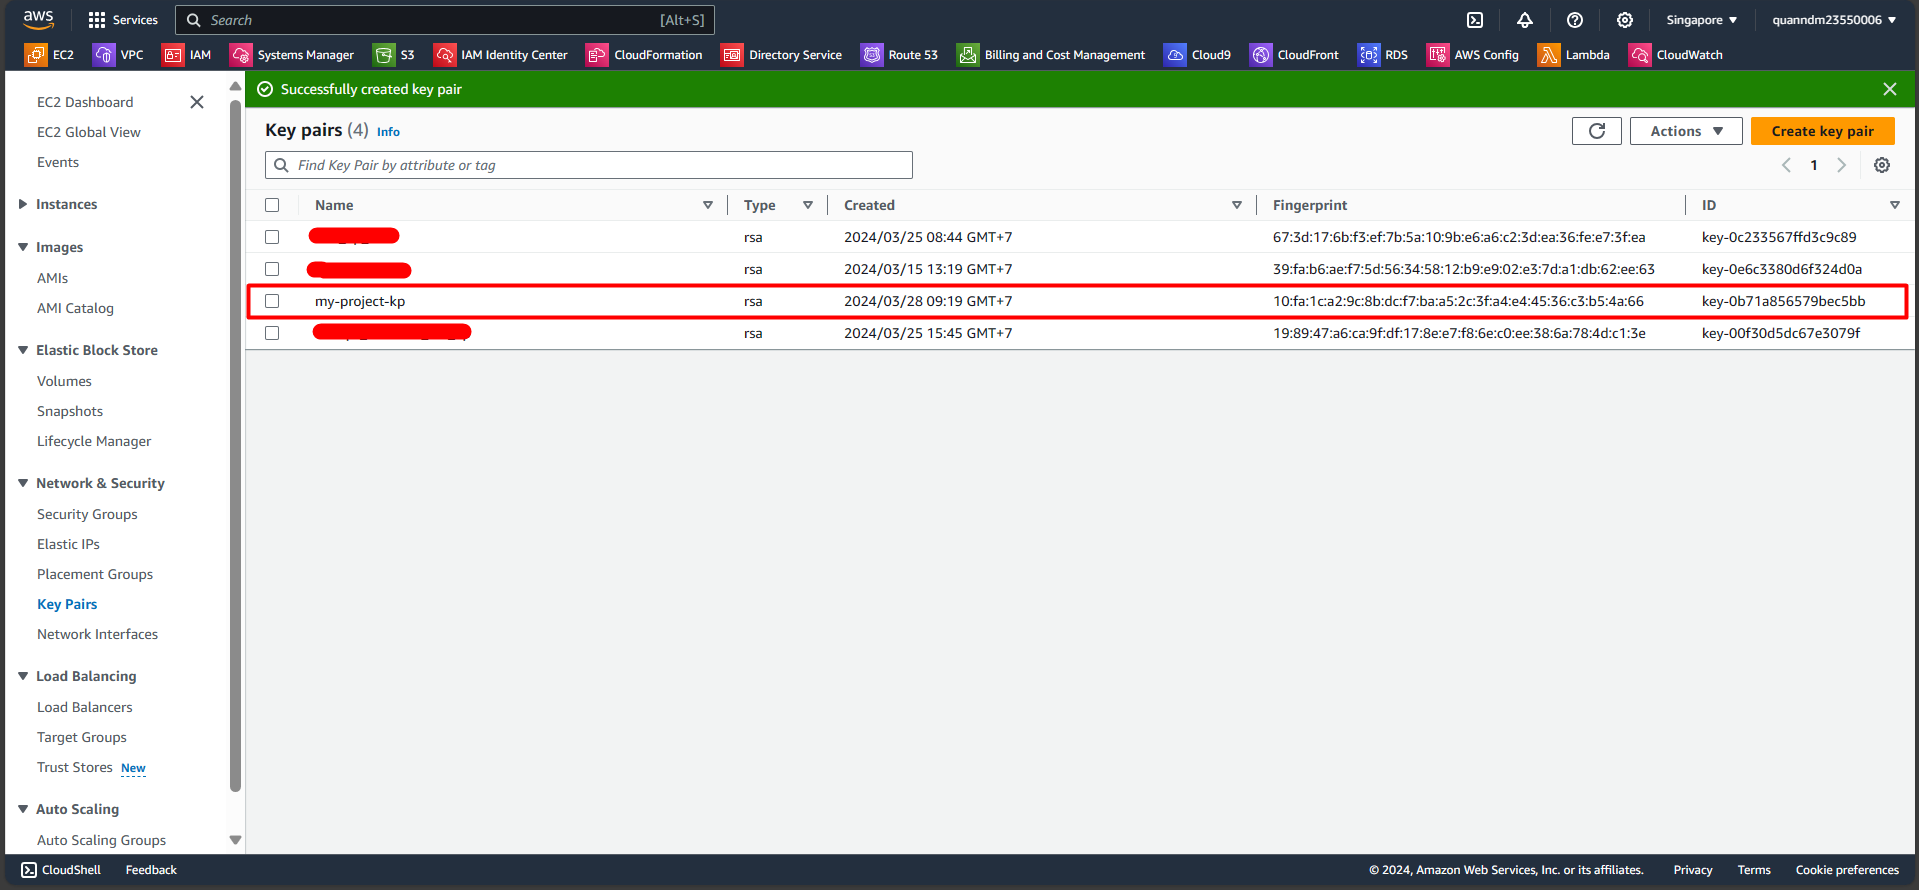 aws Services Search [Alt+S] Singapore quanndm23550006
EC2 VPC IAM Systems Manager S3 IAM Identity Center CloudFormation Directory Service Route 53 Billing and Cost Management Cloud9 CloudFront RDS AWS Config Lambda CloudWatch
EC2 Dashboard
EC2 Global View
Events
Instances
Images
AMIs
AMI Catalog
Elastic Block Store
Volumes
Snapshots
Lifecycle Manager
Network & Security
Security Groups
Elastic IPs
Placement Groups
Key Pairs
Network Interfaces
Load Balancing
Load Balancers
Target Groups
Trust Stores New
Auto Scaling
Auto Scaling Groups
Successfully created key pair
Key pairs (4) Info
Actions Create key pair
Find Key Pair by attribute or tag
1
Name Type Created Fingerprint ID
rsa 2024/03/25 08:44 GMT+7 67:3d:17:6b:f3:ef:7b:5a:10:9b:e6:a6:c2:3d:ea:36:fe:e7:3f:ea key-0c233567ffd3c9c89
rsa 2024/03/15 13:19 GMT+7 39:fa:b6:ae:f7:5d:56:34:58:12:b9:e9:02:e3:7d:a1:db:62:ee:63 key-0e6c3380d6f324d0a
my-project-kp rsa 2024/03/28 09:19 GMT+7 10:fa:1c:a2:9c:8b:dc:f7:ba:a5:2c:3f:a4:e4:45:36:c3:b5:4a:66 key-0b71a856579bec5bb
rsa 2024/03/25 15:45 GMT+7 19:89:47:a6:ca:9f:df:17:8e:e7:f8:6e:c0:ee:38:6a:78:4d:c1:3e key-00f30d5dc67e3079f
CloudShell Feedback © 2024, Amazon Web Services, Inc. or its affiliates. Privacy Terms Cookie preferences